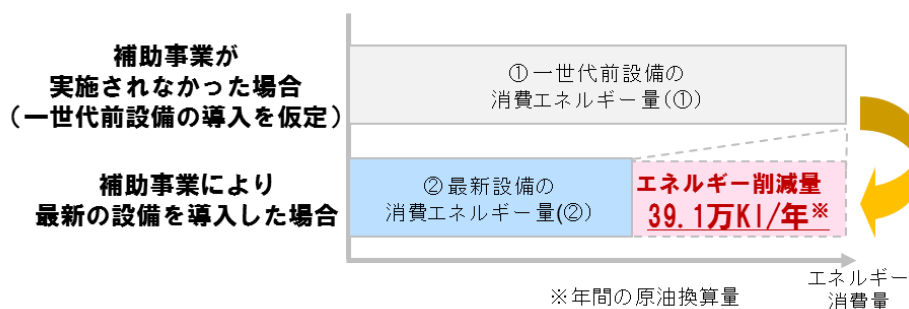 補助事業が
実施されなかった場合
（一世代前設備の導入を仮定）
①一世代前設備の
消費エネルギー量(①)
補助事業により
最新の設備を導入した場合
②最新設備の
消費エネルギー量(②)
エネルギー削減量
39.1万Kl/年※
※年間の原油換算量
エネルギー
消費量